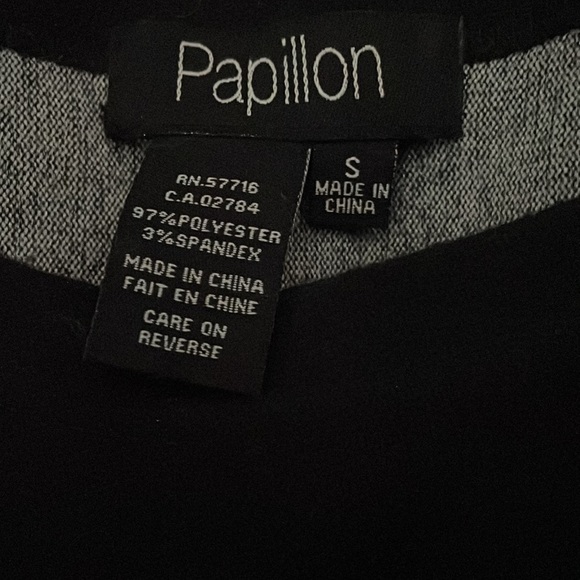 Papillon
S
MADE IN
CHINA
RN.57716
C.A.02784
97%POLYESTER
3%SPANDEX
MADE IN CHINA
FAIT EN CHINE
CARE ON
REVERSE